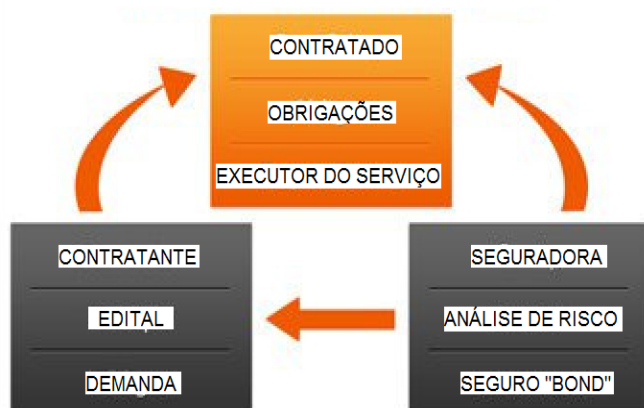 CONTRATADO
OBRIGAÇÕES
EXECUTOR DO SERVIÇO
CONTRATANTE
EDITAL
DEMANDA
SEGURADORA
ANÁLISE DE RISCO
SEGURO "BOND"